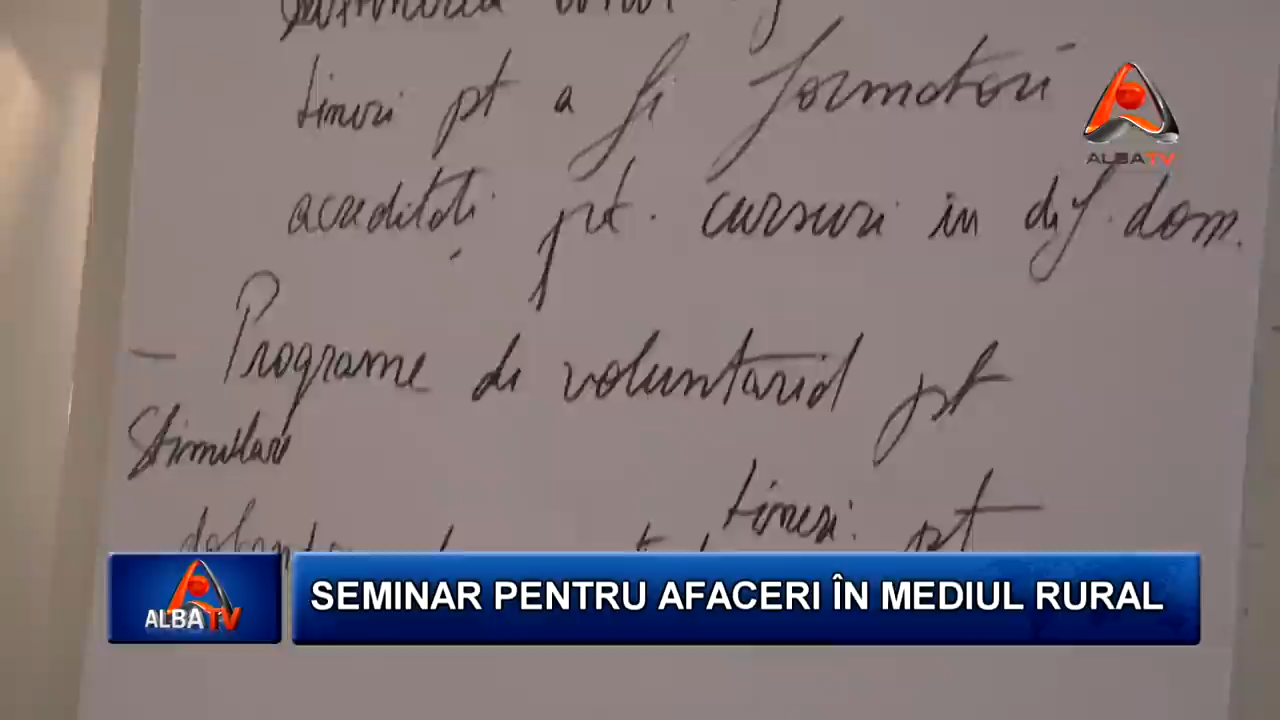 tineri pt a fi formatori
ALBA TV
acreditați pt. cursuri in dif. dom.
- Programe de voluntariat pt
Stimulare
tineri pt
ALBA TV
SEMINAR PENTRU AFACERI ÎN MEDIUL RURAL